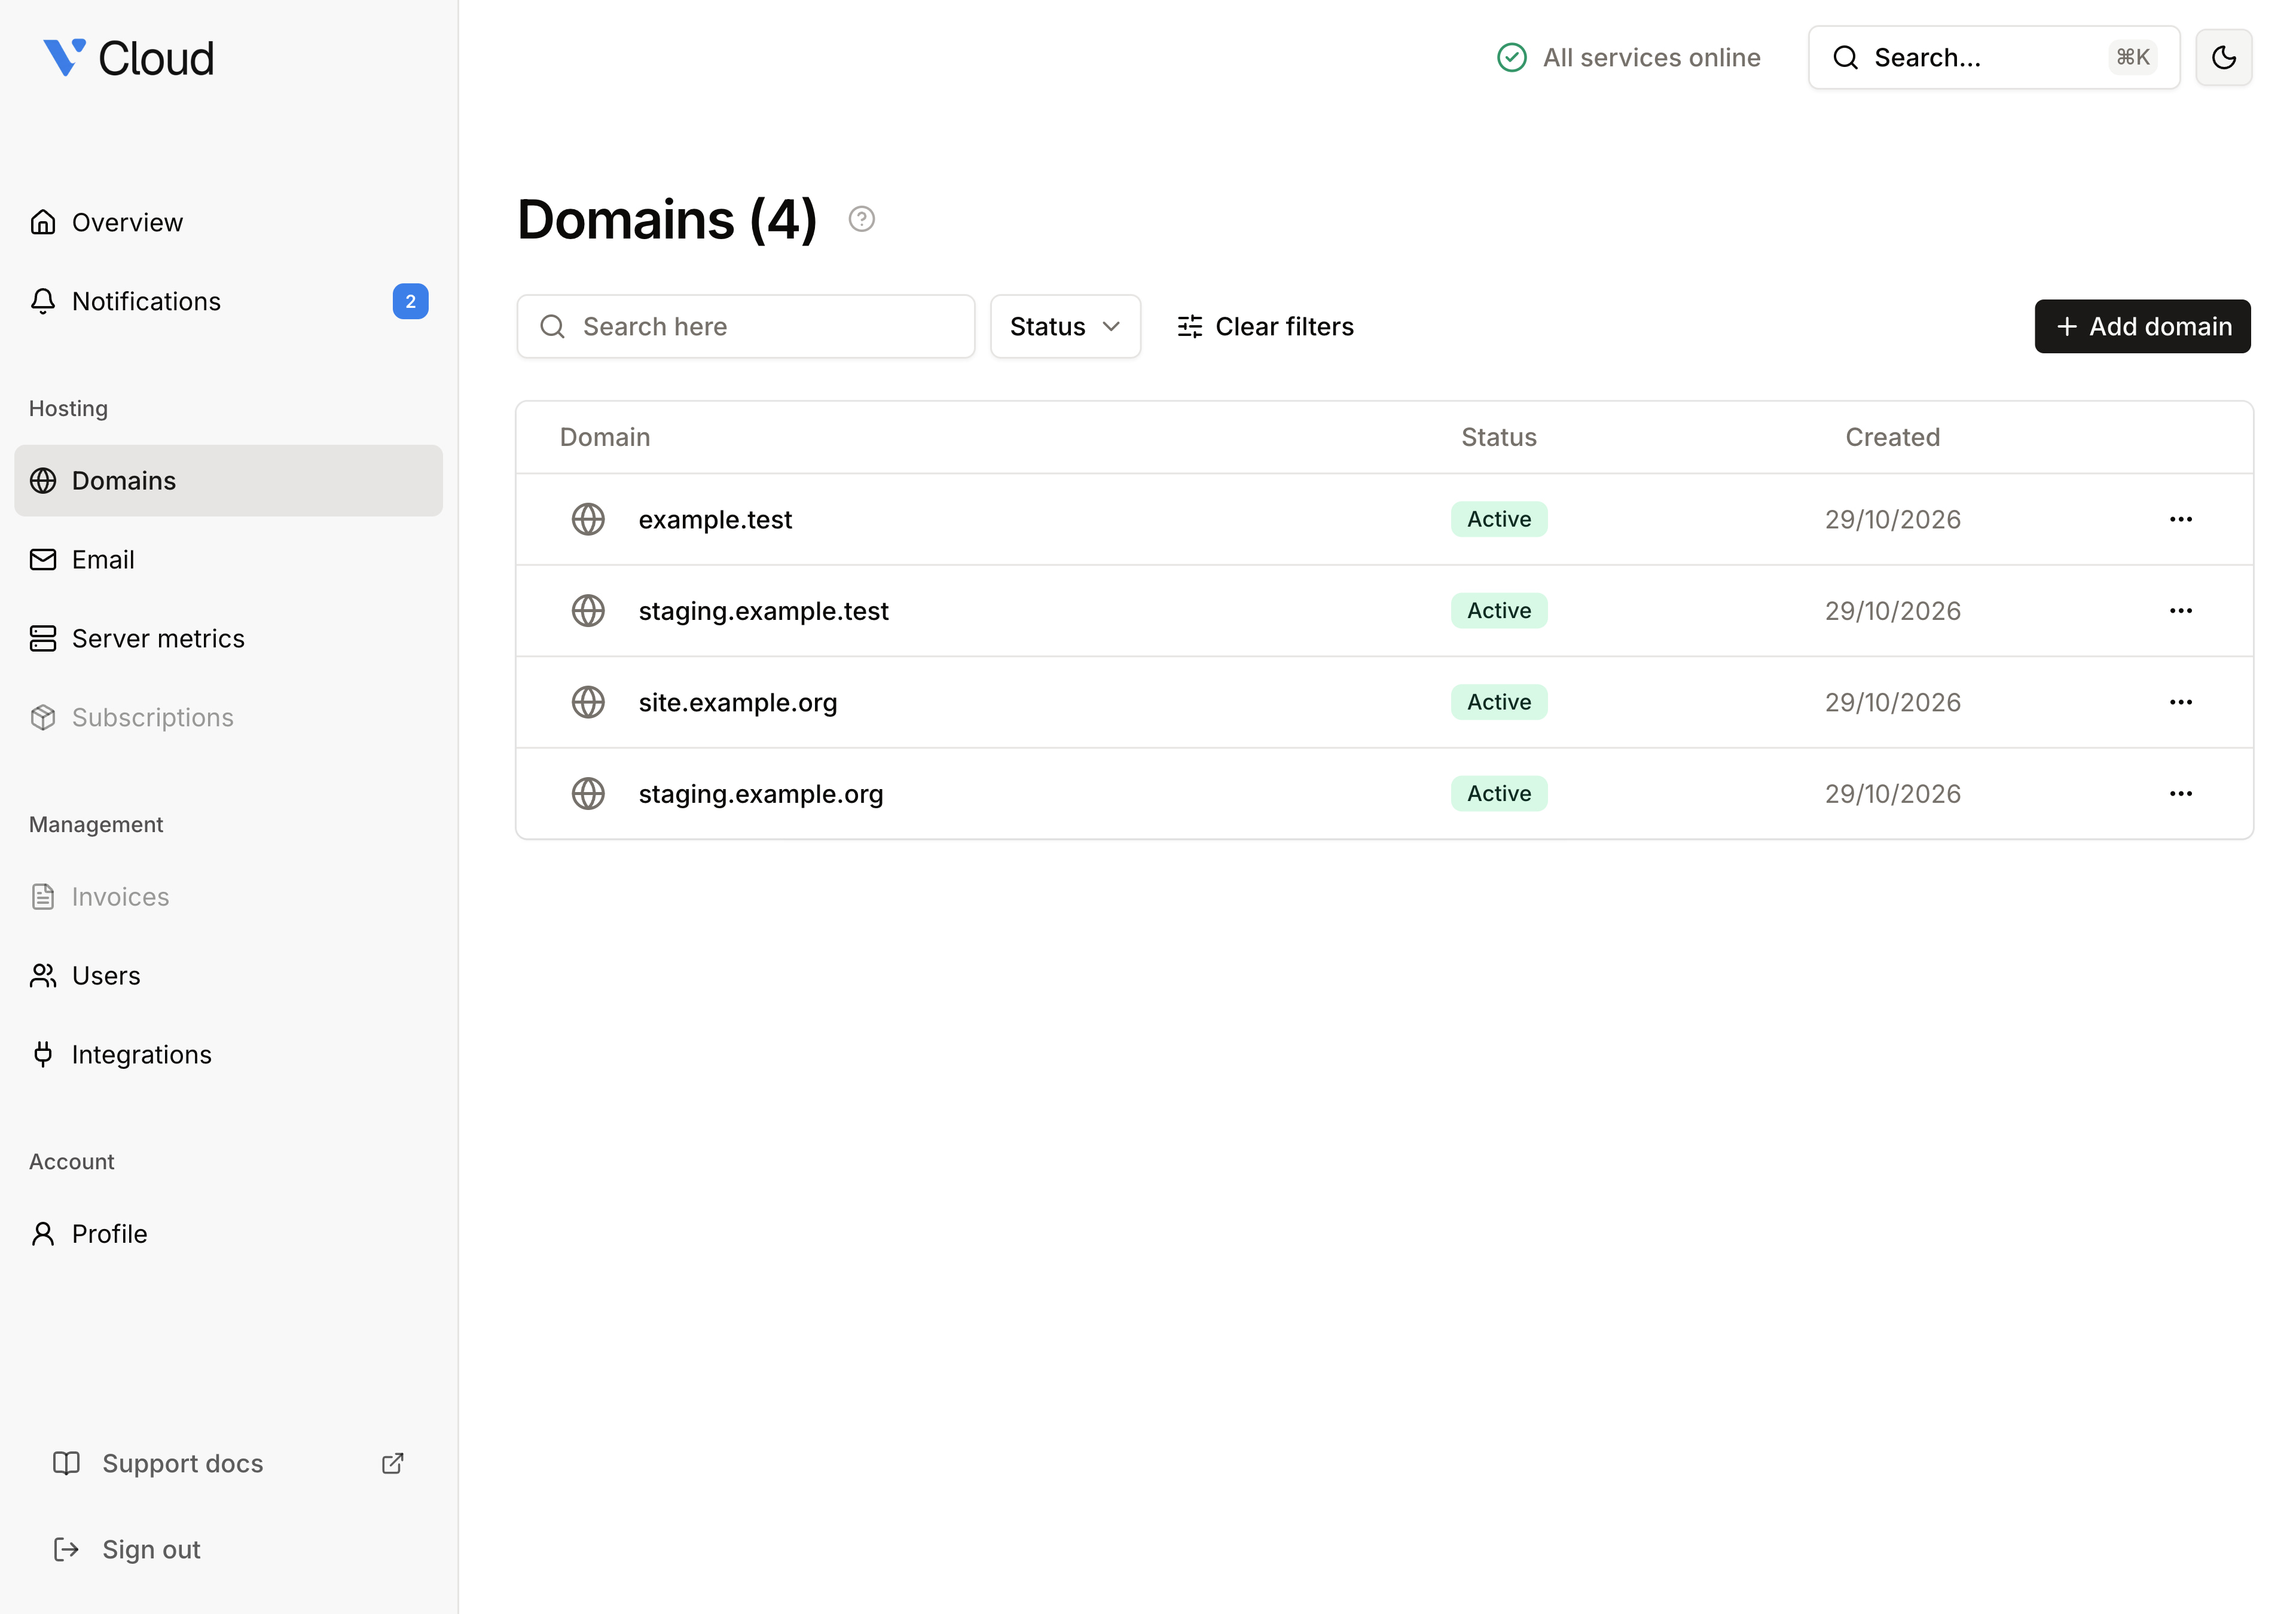 Cloud
All services online
Search...
⌘K
Overview
Notifications
2
Hosting
Domains
Email
Server metrics
Subscriptions
Management
Invoices
Users
Integrations
Account
Profile
Support docs
Sign out
Domains (4)
Search here
Status
Clear filters
Add domain
Domain Status Created
example.test Active 29/10/2026
staging.example.test Active 29/10/2026
site.example.org Active 29/10/2026
staging.example.org Active 29/10/2026